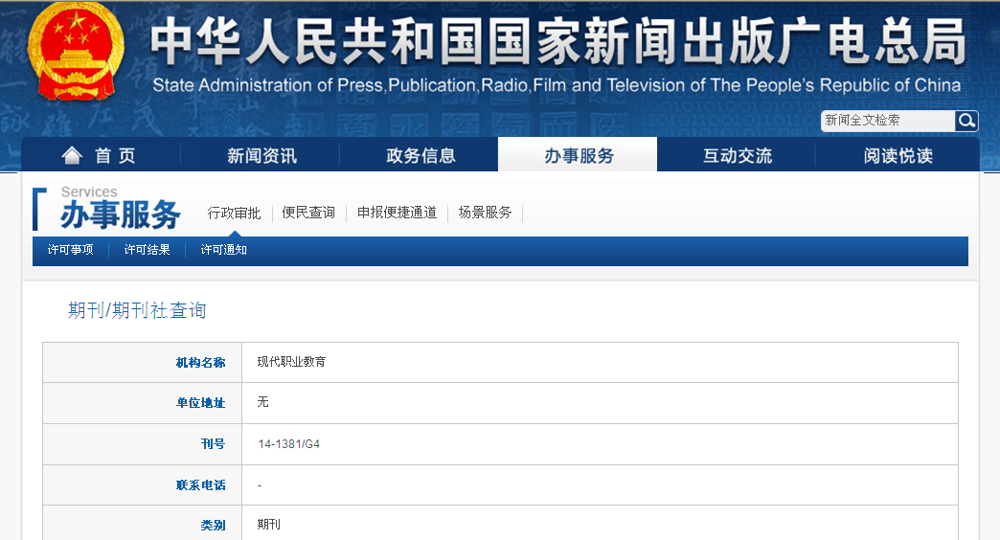 中华人民共和国国家新闻出版广电总局
State Administration of Press,Publication,Radio,Film and Television of The People's Republic of China
新闻全文检索
首 页 新闻资讯 政务信息 办事服务 互动交流 阅读悦读
Services
办事服务 行政审批 便民查询 申报便捷通道 场景服务
许可事项 许可结果 许可通知
期刊/期刊社查询
机构名称 现代职业教育
单位地址 无
刊号 14-1381/G4
联系电话 -
类别 期刊